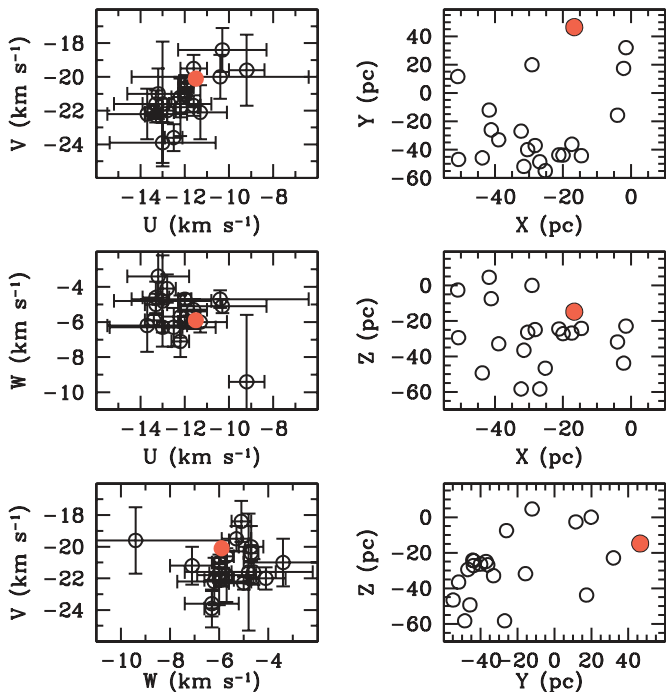 −18
−20
−22
−24
V (km s⁻¹)
−14 −12 −10 −8
U (km s⁻¹)
40
20
0
−20
−40
−60
Y (pc)
−40 −20 0
X (pc)
−4
−6
−8
−10
W (km s⁻¹)
−14 −12 −10 −8
U (km s⁻¹)
0
−20
−40
−60
Z (pc)
−40 −20 0
X (pc)
−18
−20
−22
−24
V (km s⁻¹)
−10 −8 −6 −4
W (km s⁻¹)
0
−20
−40
−60
Z (pc)
−40−20 0 20 40
Y (pc)